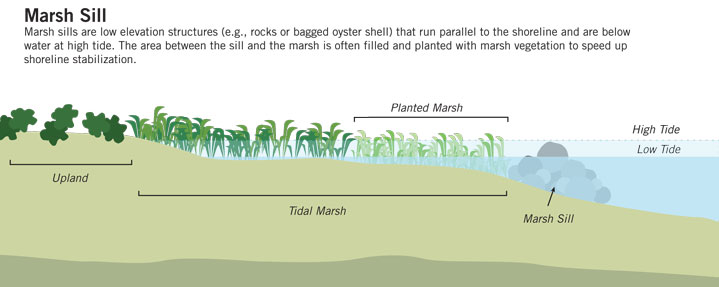 Marsh Sill
Marsh sills are low elevation structures (e.g., rocks or bagged oyster shell) that run parallel to the shoreline and are below
water at high tide. The area between the sill and the marsh is often filled and planted with marsh vegetation to speed up
shoreline stabilization.
Planted Marsh
High Tide
Low Tide
Upland
Tidal Marsh
Marsh Sill